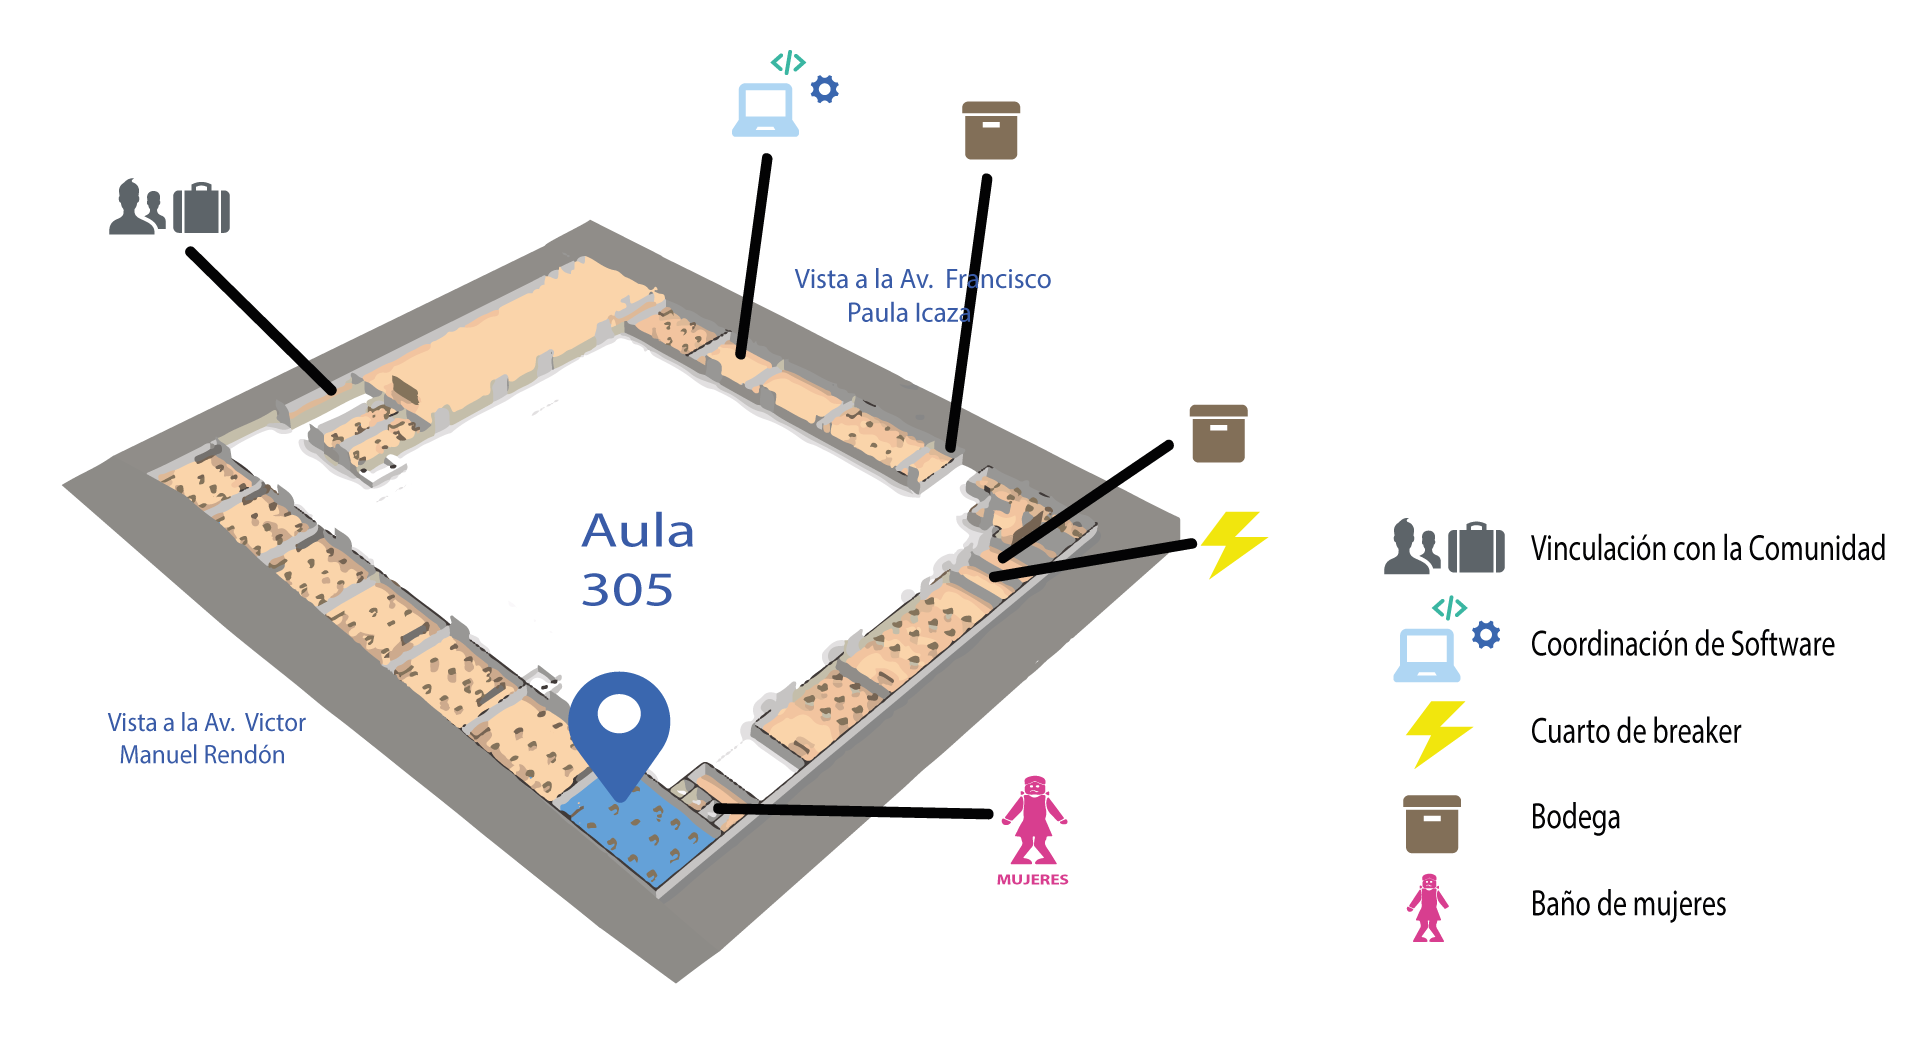 </>
Vista a la Av. Francisco
Paula Icaza
Aula
305
Vista a la Av. Victor
Manuel Rendón
MUJERES
Vinculación con la Comunidad
</>
Coordinación de Software
Cuarto de breaker
Bodega
Baño de mujeres